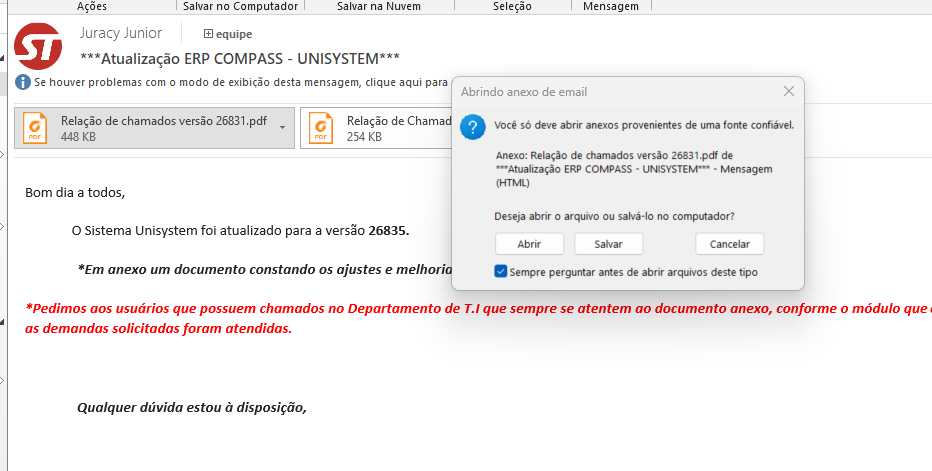 Ações Salvar no Computador Salvar na Nuvem Seleção Mensagem
ST
Juracy Junior equipe
***Atualização ERP COMPASS - UNISYSTEM***
Se houver problemas com o modo de exibição desta mensagem, clique aqui para
Relação de chamados versão 26831.pdf
448 KB
PDF
Relação de Chamad
254 KB
PDF
Abrindo anexo de email
Você só deve abrir anexos provenientes de uma fonte confiável.
Anexo: Relação de chamados versão 26831.pdf de
***Atualização ERP COMPASS - UNISYSTEM*** - Mensagem
(HTML)
Deseja abrir o arquivo ou salvá-lo no computador?
Abrir Salvar Cancelar
Sempre perguntar antes de abrir arquivos deste tipo
Bom dia a todos,
O Sistema Unisystem foi atualizado para a versão 26835.
*Em anexo um documento constando os ajustes e melhoria
*Pedimos aos usuários que possuem chamados no Departamento de T.I que sempre se atentem ao documento anexo, conforme o módulo que
as demandas solicitadas foram atendidas.
Qualquer dúvida estou à disposição,